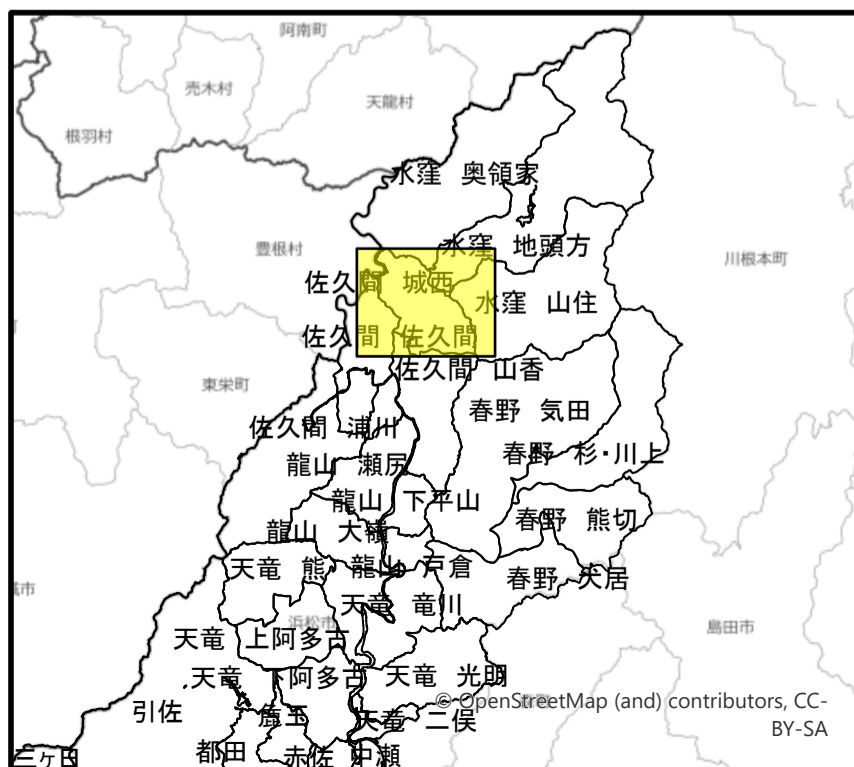 阿南町
売木村
天龍村
根羽村
水窪 奥領家
豊根村
水窪 地頭方
川根本町
佐久間 城西
水窪 山住
佐久間 佐久間
佐久間 山香
東栄町
春野 気田
佐久間 浦川
春野 杉・川上
龍山 瀬尻
龍山 下平山
春野 熊切
龍山 大嶺
天竜 熊
龍山 戸倉
春野 犬居
天竜 竜川
浜松市
島田市
天竜 上阿多古
天竜 下阿多古
天竜 光明
© OpenStreetMap (and) contributors, CC-
BY-SA
引佐
麁玉
天竜 二俣
都田
赤佐
中瀬
三ヶ日